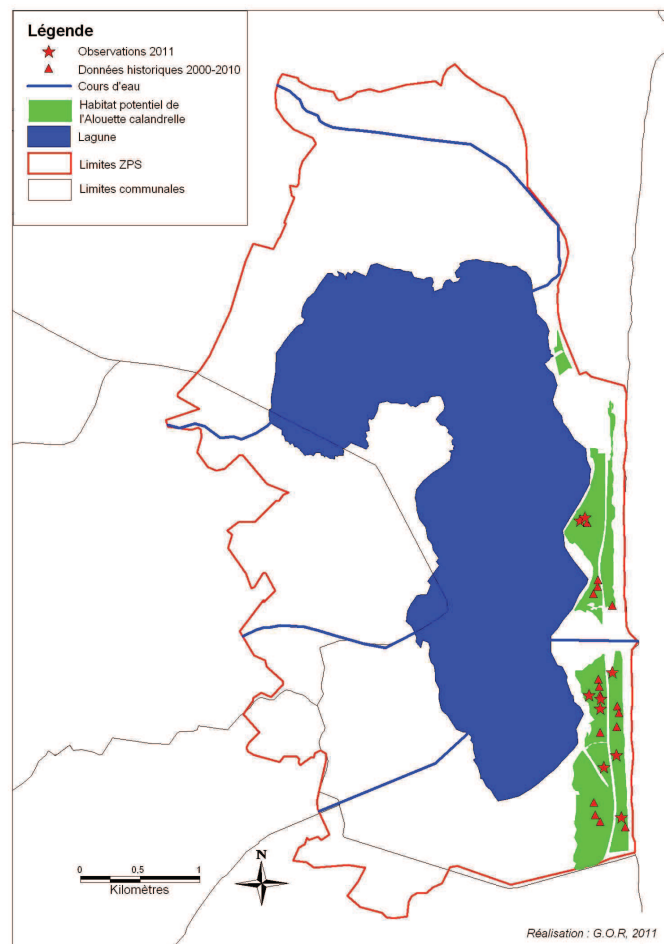 Légende
Observations 2011
Données historiques 2000-2010
Cours d'eau
Habitat potentiel de
l'Alouette calandrelle
Lagune
Limites ZPS
Limites communales
N
0 0,5 1
Kilomètres
Réalisation : G.O.R, 2011